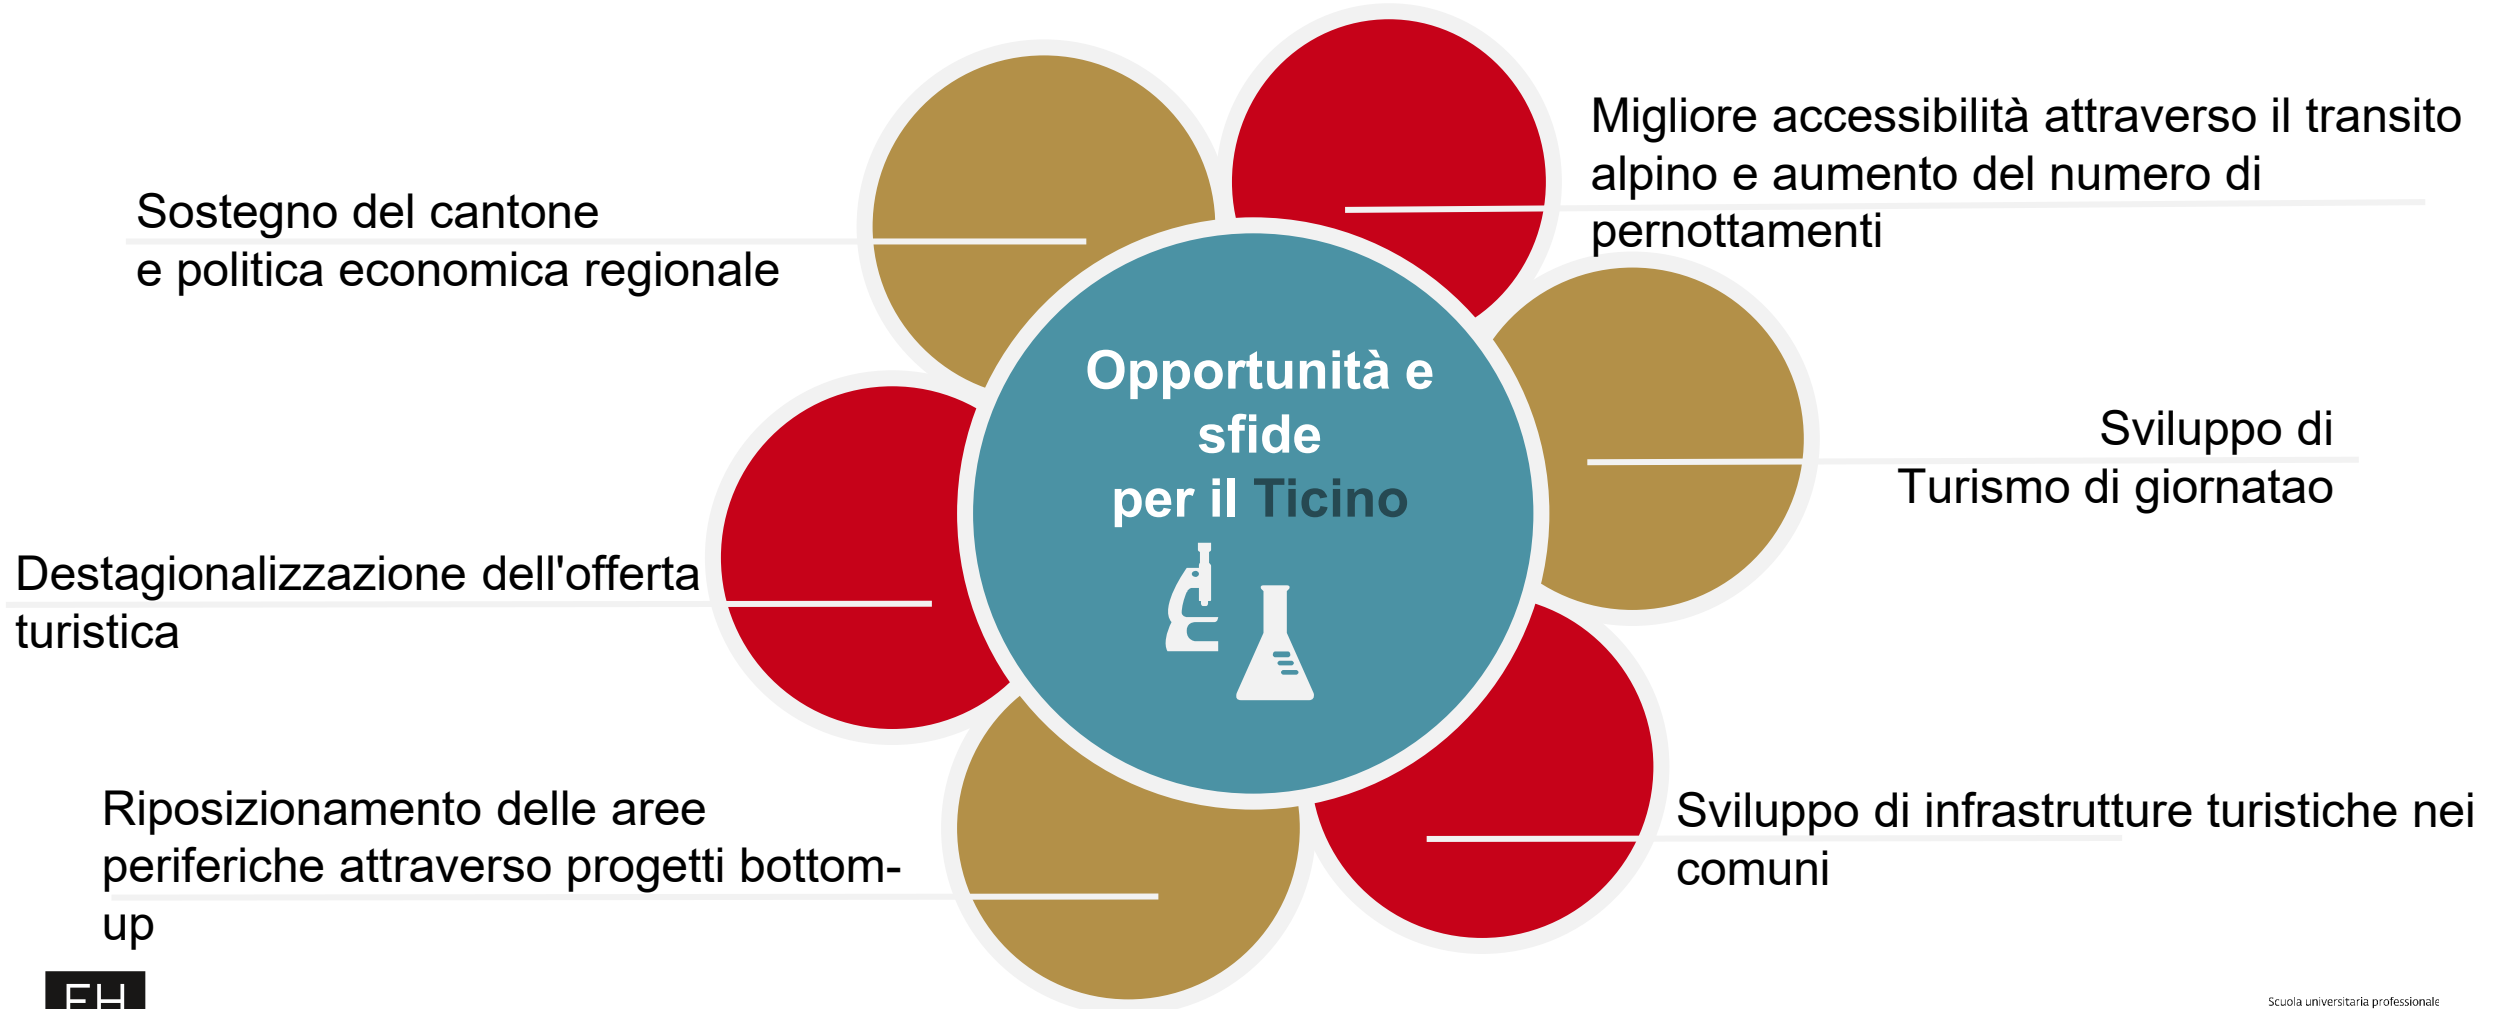 Migliore accessibilità attraverso il transito
alpino e aumento del numero di
pernottamenti
Sostegno del cantone
e politica economica regionale
Opportunità e
sfide
per il Ticino
Sviluppo di
Turismo di giornatao
Destagionalizzazione dell'offerta
turistica
Riposizionamento delle aree
periferiche attraverso progetti bottom-
up
Sviluppo di infrastrutture turistiche nei
comuni
FH
Scuola universitaria professionale